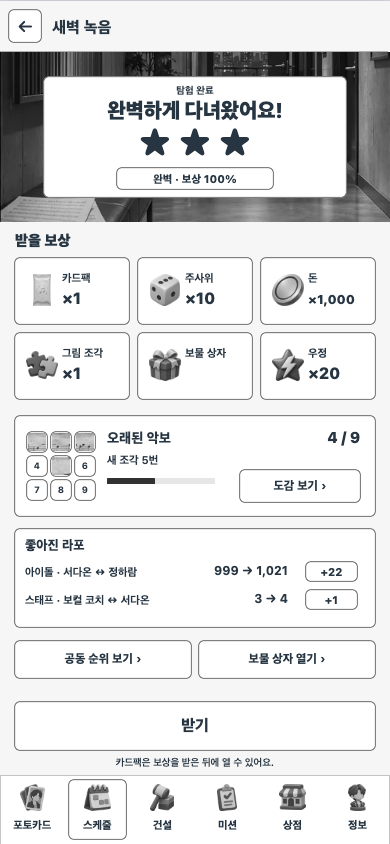 새벽 녹음
탐험 완료
완벽하게 다녀왔어요!
완벽 · 보상 100%
받을 보상
카드팩
×1
주사위
×10
돈
×1,000
그림 조각
×1
보물 상자
우정
×20
오래된 악보
4 / 9
새 조각 5번
4
6
7
8
9
도감 보기 ›
좋아진 라포
아이돌 · 서다온 ↔ 정하람
999 → 1,021
+22
스태프 · 보컬 코치 ↔ 서다온
3 → 4
+1
공동 순위 보기 ›
보물 상자 열기 ›
받기
카드팩은 보상을 받은 뒤에 열 수 있어요.
포토카드
스케줄
건설
미션
상점
정보